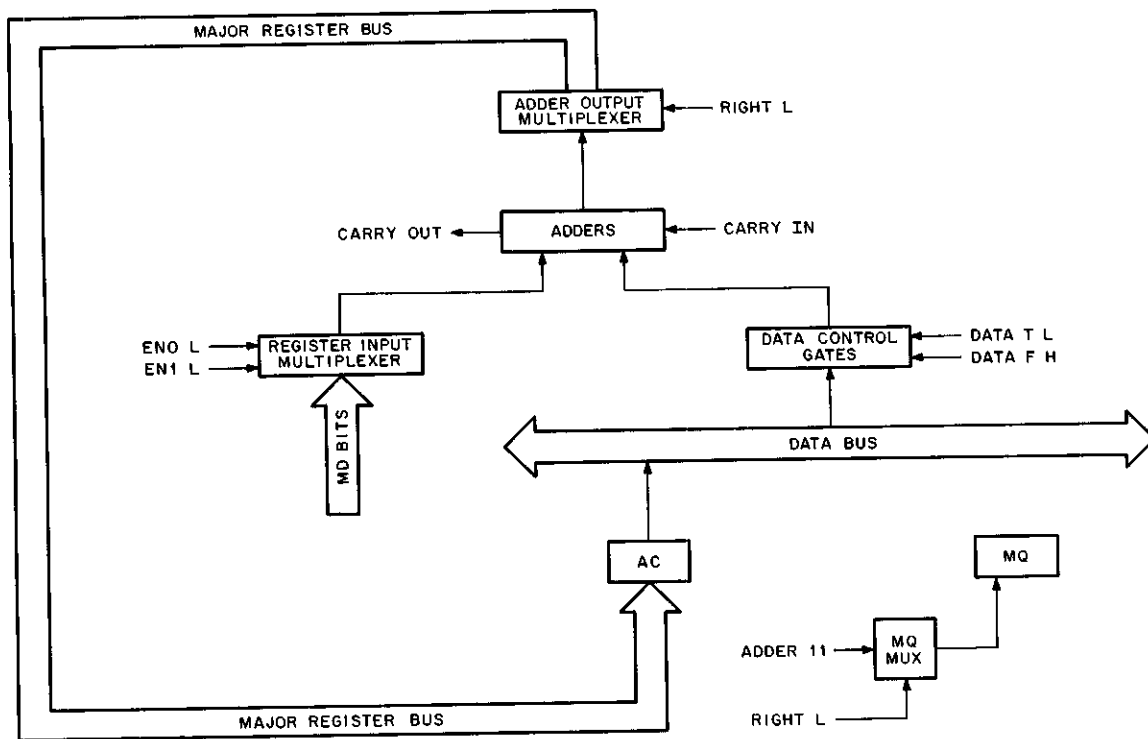 MAJOR REGISTER BUS
ADDER OUTPUT
MULTIPLEXER
RIGHT L
CARRY OUT
ADDERS
CARRY IN
EN0 L
EN1 L
REGISTER INPUT
MULTIPLEXER
DATA CONTROL
GATES
DATA T L
DATA F H
MD BITS
DATA BUS
AC
MQ
ADDER 11
MQ
MUX
RIGHT L
MAJOR REGISTER BUS